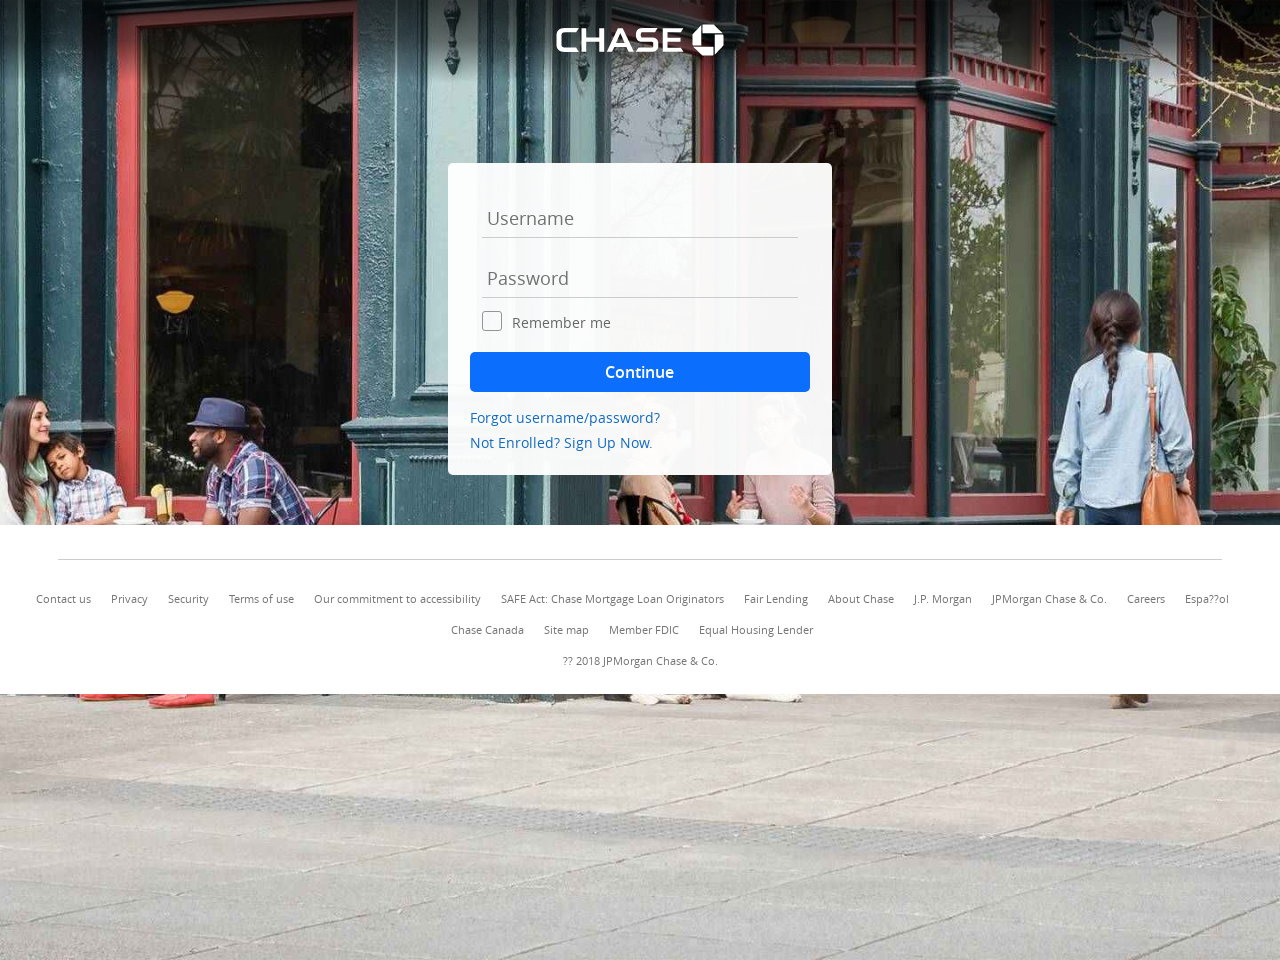 CHASE
Username
Password
Remember me
Continue
Forgot username/password?
Not Enrolled? Sign Up Now.
Contact us Privacy Security Terms of use Our commitment to accessibility SAFE Act: Chase Mortgage Loan Originators Fair Lending About Chase J.P. Morgan JPMorgan Chase & Co. Careers Espa??ol
Chase Canada Site map Member FDIC Equal Housing Lender
?? 2018 JPMorgan Chase & Co.